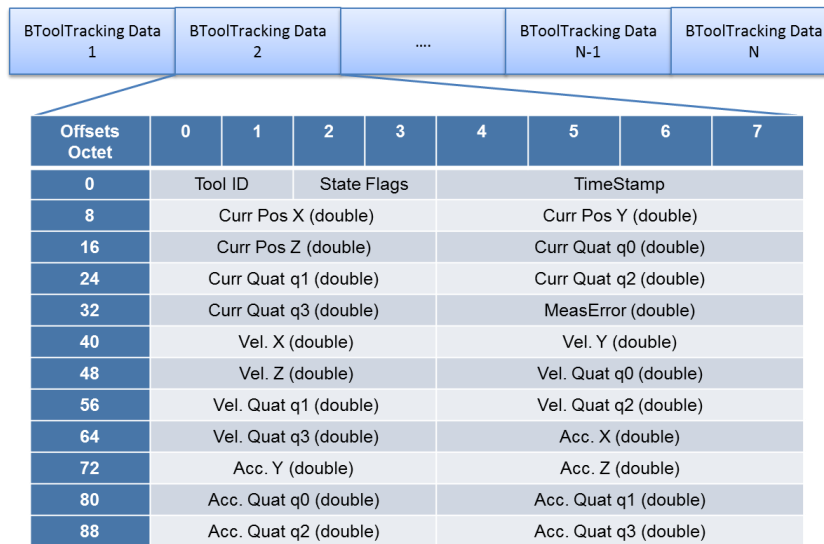 BToolTracking Data 1
BToolTracking Data 2
....
BToolTracking Data N-1
BToolTracking Data N
Offsets Octet 0 1 2 3 4 5 6 7
0 Tool ID State Flags TimeStamp
8 Curr Pos X (double) Curr Pos Y (double)
16 Curr Pos Z (double) Curr Quat q0 (double)
24 Curr Quat q1 (double) Curr Quat q2 (double)
32 Curr Quat q3 (double) MeasError (double)
40 Vel. X (double) Vel. Y (double)
48 Vel. Z (double) Vel. Quat q0 (double)
56 Vel. Quat q1 (double) Vel. Quat q2 (double)
64 Vel. Quat q3 (double) Acc. X (double)
72 Acc. Y (double) Acc. Z (double)
80 Acc. Quat q0 (double) Acc. Quat q1 (double)
88 Acc. Quat q2 (double) Acc. Quat q3 (double)